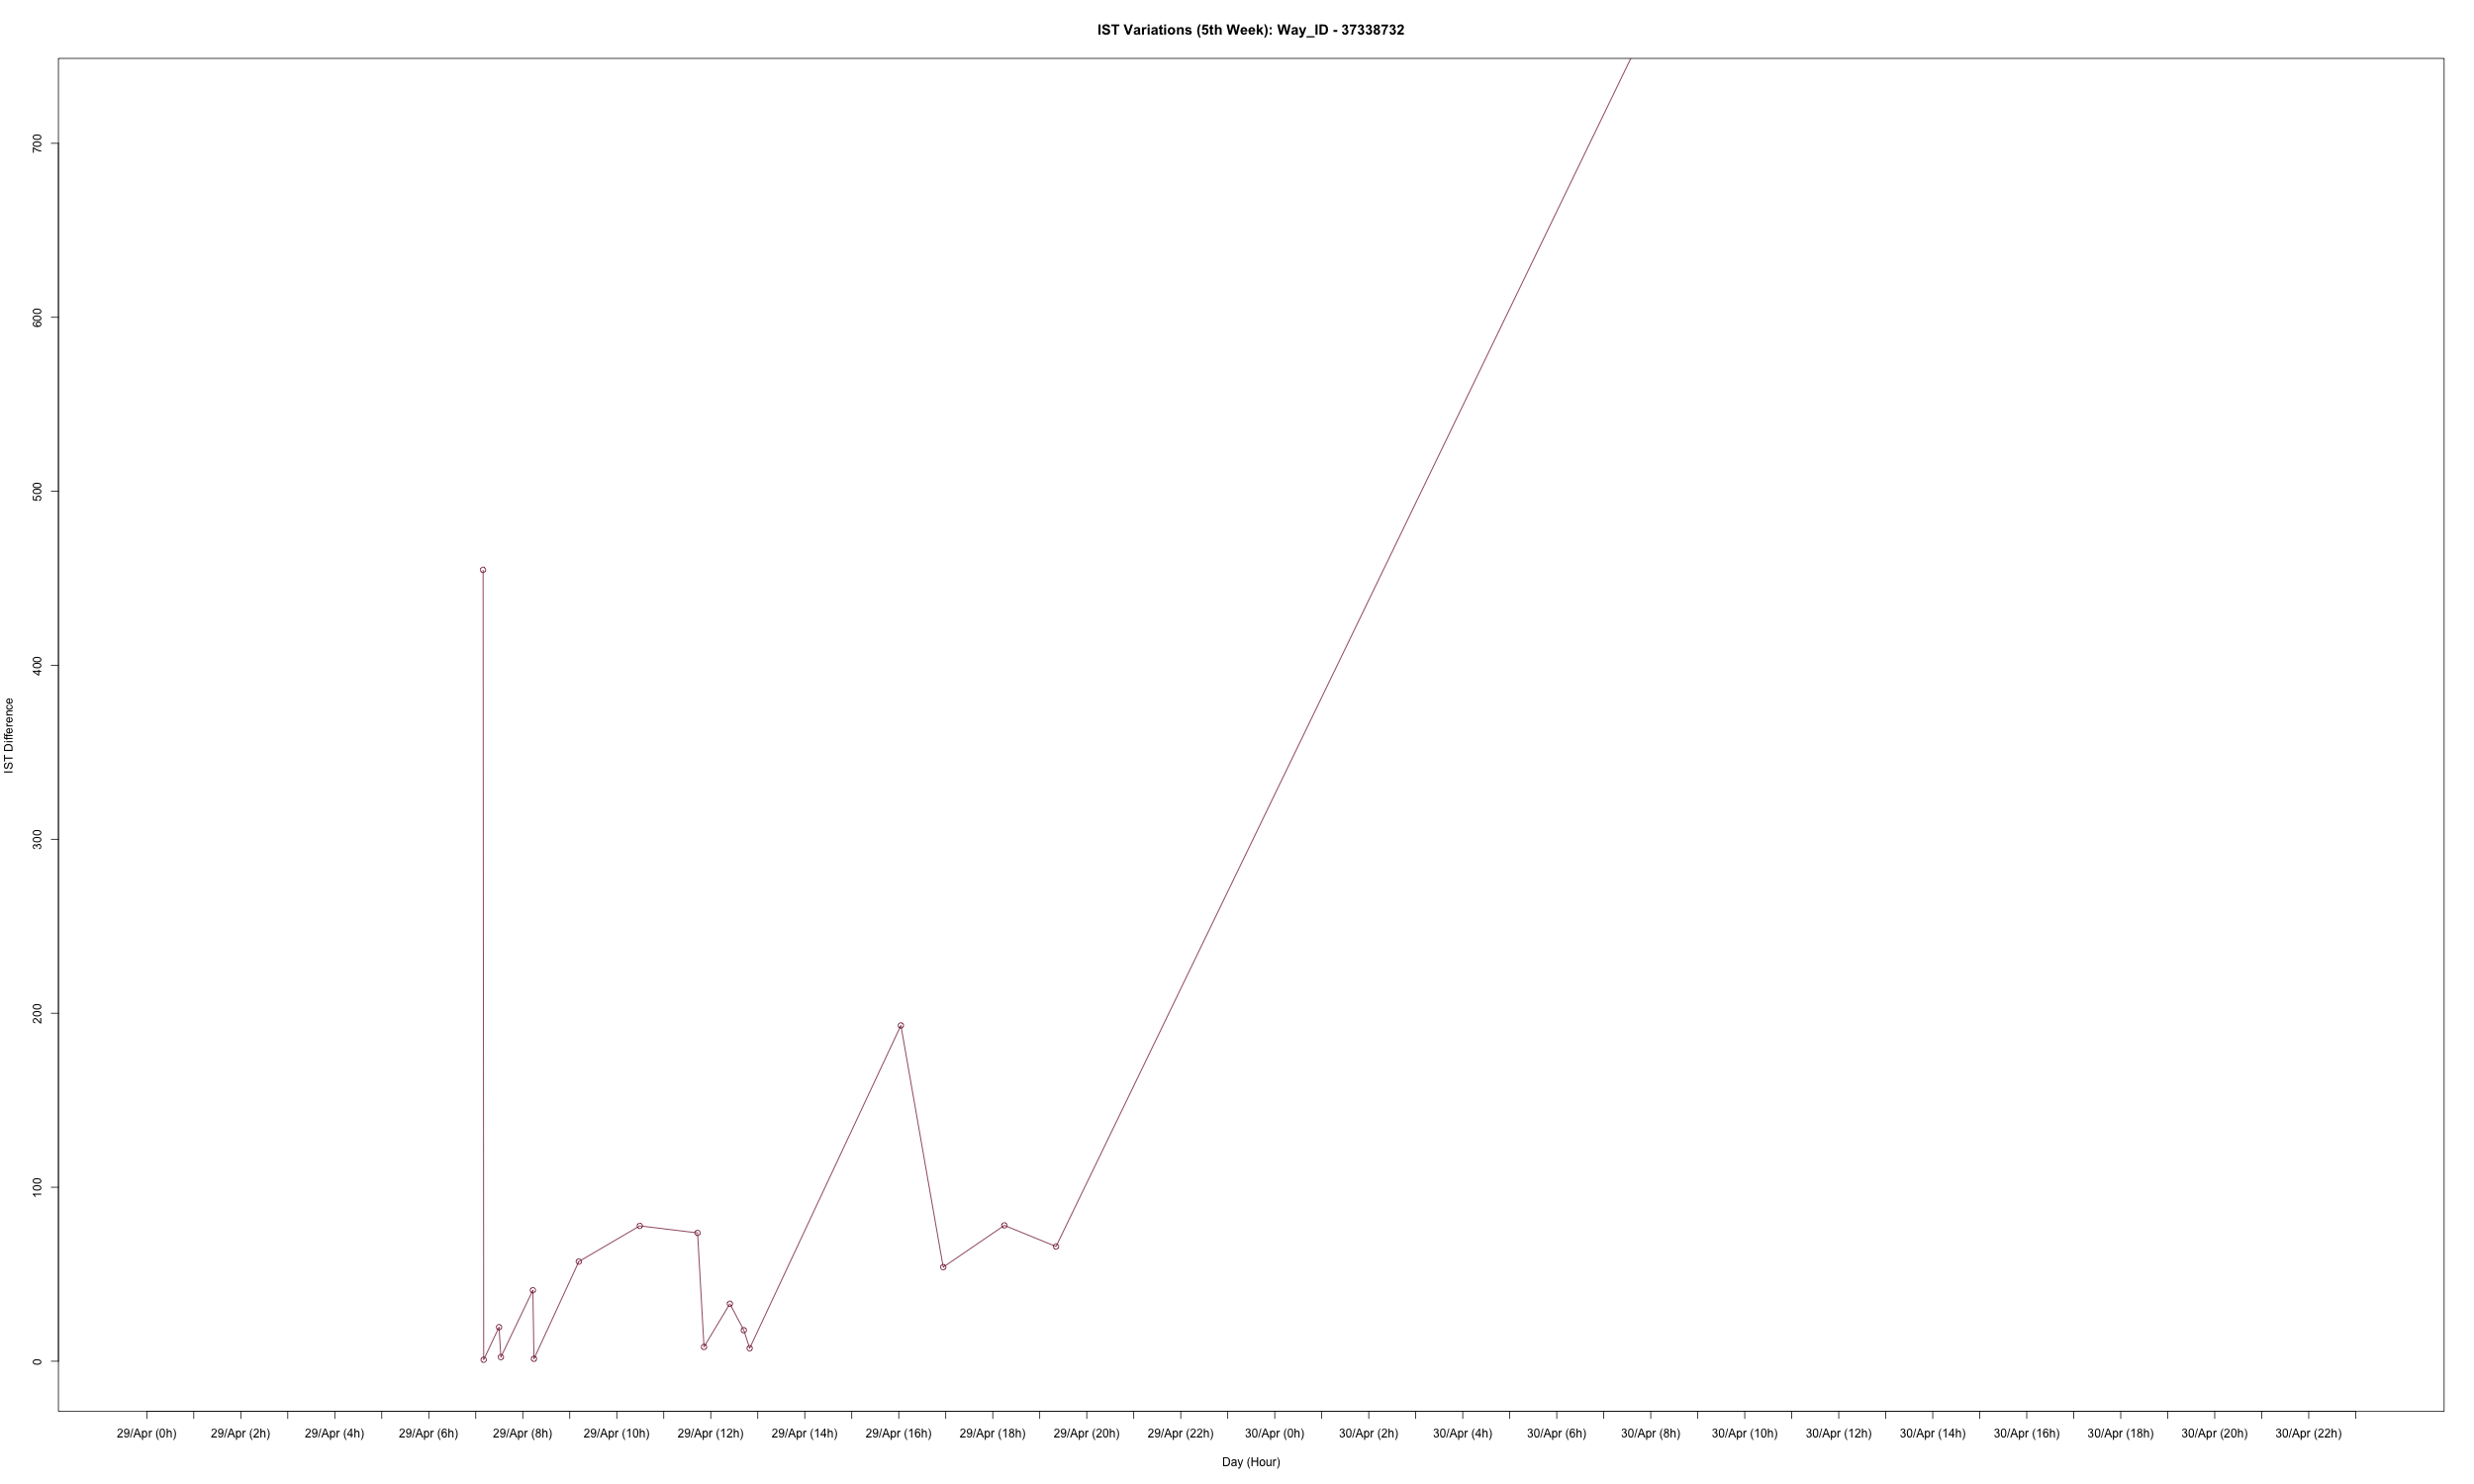 IST Variations (5th Week): Way_ID - 37338732
700
600
500
400
300
200
100
0
IST Difference
29/Apr (0h) 29/Apr (2h) 29/Apr (4h) 29/Apr (6h) 29/Apr (8h) 29/Apr (10h) 29/Apr (12h) 29/Apr (14h) 29/Apr (16h) 29/Apr (18h) 29/Apr (20h) 29/Apr (22h) 30/Apr (0h) 30/Apr (2h) 30/Apr (4h) 30/Apr (6h) 30/Apr (8h) 30/Apr (10h) 30/Apr (12h) 30/Apr (14h) 30/Apr (16h) 30/Apr (18h) 30/Apr (20h) 30/Apr (22h)
Day (Hour)